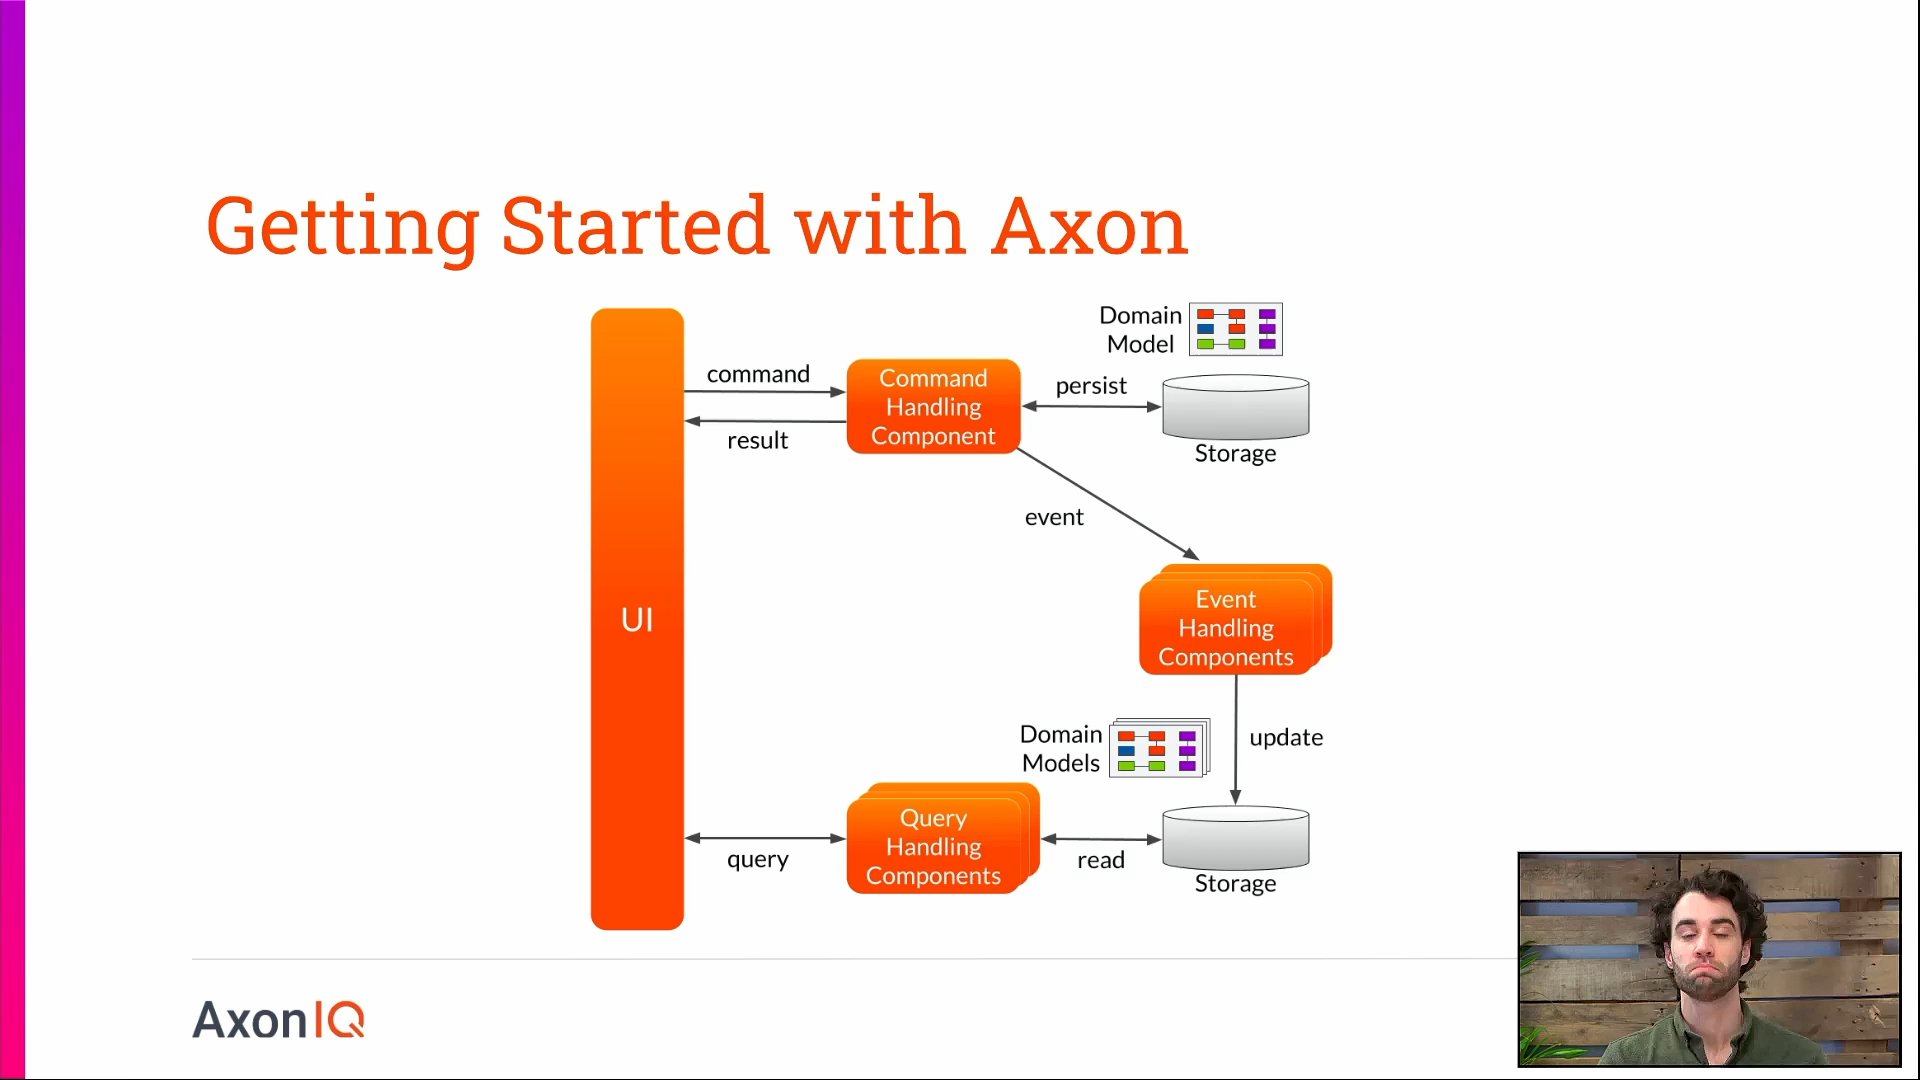 Getting Started with Axon
Domain
Model
command
Command
Handling
Component
persist
result
Storage
event
UI
Event
Handling
Components
Domain
Models
update
Query
Handling
Components
query
read
Storage
AxonIQ